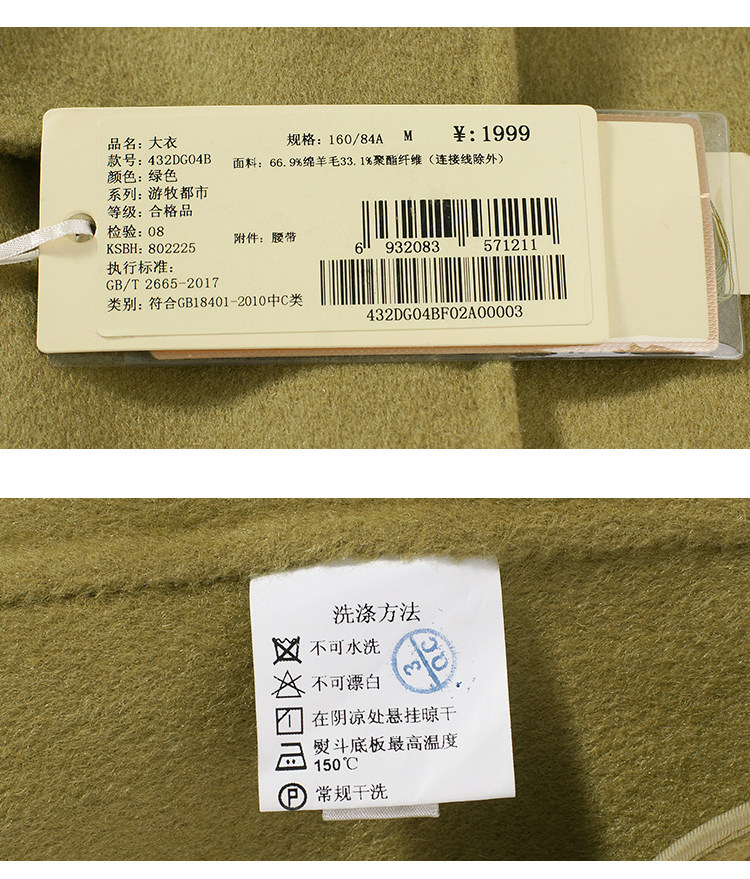 品名: 大衣
规格: 160/84A M ¥:1999
款号: 432DG04B
面料: 66.9%绵羊毛33.1%聚酯纤维（连接线除外）
颜色: 绿色
系列: 游牧都市
等级: 合格品
检验: 08
附件: 腰带
KSBH: 802225
6 932083 571211
执行标准:
GB/T 2665-2017
类别: 符合GB18401-2010中C类
432DG04BF02A00003
洗涤方法
不可水洗
3
QC
不可漂白
在阴凉处悬挂晾干
熨斗底板最高温度
150℃
P 常规干洗